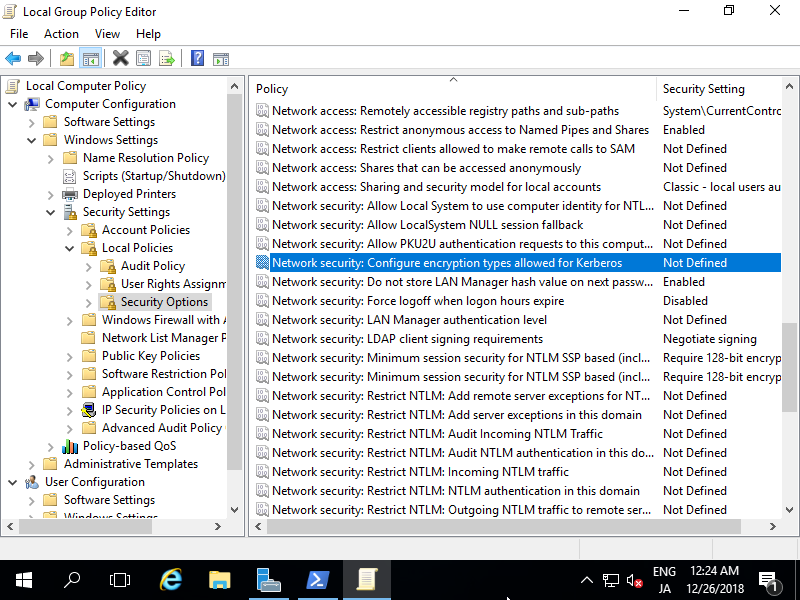 Local Group Policy Editor
File Action View Help
Local Computer Policy
Computer Configuration
Software Settings
Windows Settings
Name Resolution Policy
Scripts (Startup/Shutdown)
Deployed Printers
Security Settings
Account Policies
Local Policies
Audit Policy
User Rights Assignm
Security Options
Windows Firewall with A
Network List Manager P
Public Key Policies
Software Restriction Pol
Application Control Pol
IP Security Policies on L
Advanced Audit Policy
Policy-based QoS
Administrative Templates
User Configuration
Software Settings
Windows Settings
Policy Security Setting
Network access: Remotely accessible registry paths and sub-paths System\CurrentContro
Network access: Restrict anonymous access to Named Pipes and Shares Enabled
Network access: Restrict clients allowed to make remote calls to SAM Not Defined
Network access: Shares that can be accessed anonymously Not Defined
Network access: Sharing and security model for local accounts Classic - local users au
Network security: Allow Local System to use computer identity for NTL... Not Defined
Network security: Allow LocalSystem NULL session fallback Not Defined
Network security: Allow PKU2U authentication requests to this comput... Not Defined
Network security: Configure encryption types allowed for Kerberos Not Defined
Network security: Do not store LAN Manager hash value on next passw... Enabled
Network security: Force logoff when logon hours expire Disabled
Network security: LAN Manager authentication level Not Defined
Network security: LDAP client signing requirements Negotiate signing
Network security: Minimum session security for NTLM SSP based (incl... Require 128-bit encryp
Network security: Minimum session security for NTLM SSP based (incl... Require 128-bit encryp
Network security: Restrict NTLM: Add remote server exceptions for NT... Not Defined
Network security: Restrict NTLM: Add server exceptions in this domain Not Defined
Network security: Restrict NTLM: Audit Incoming NTLM Traffic Not Defined
Network security: Restrict NTLM: Audit NTLM authentication in this do... Not Defined
Network security: Restrict NTLM: Incoming NTLM traffic Not Defined
Network security: Restrict NTLM: NTLM authentication in this domain Not Defined
Network security: Restrict NTLM: Outgoing NTLM traffic to remote ser... Not Defined
ENG 12:24 AM
JA 12/26/2018
1